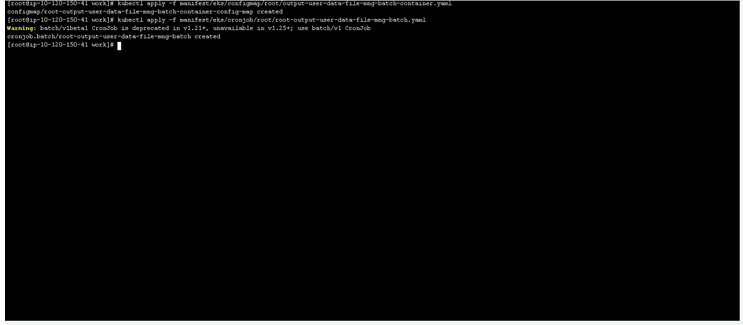 [root@ip-10-120-150-41 work]# kubectl apply -f manifest/eks/configmap/root/output-user-data-file-mng-batch-container.yaml
configmap/root-output-user-data-file-mng-batch-container-config-map created
[root@ip-10-120-150-41 work]# kubectl apply -f manifest/eks/cronjob/root/root-output-user-data-file-mng-batch.yaml
Warning: batch/v1beta1 CronJob is deprecated in v1.21+, unavailable in v1.25+; use batch/v1 CronJob
cronjob.batch/root-output-user-data-file-mng-batch created
[root@ip-10-120-150-41 work]#